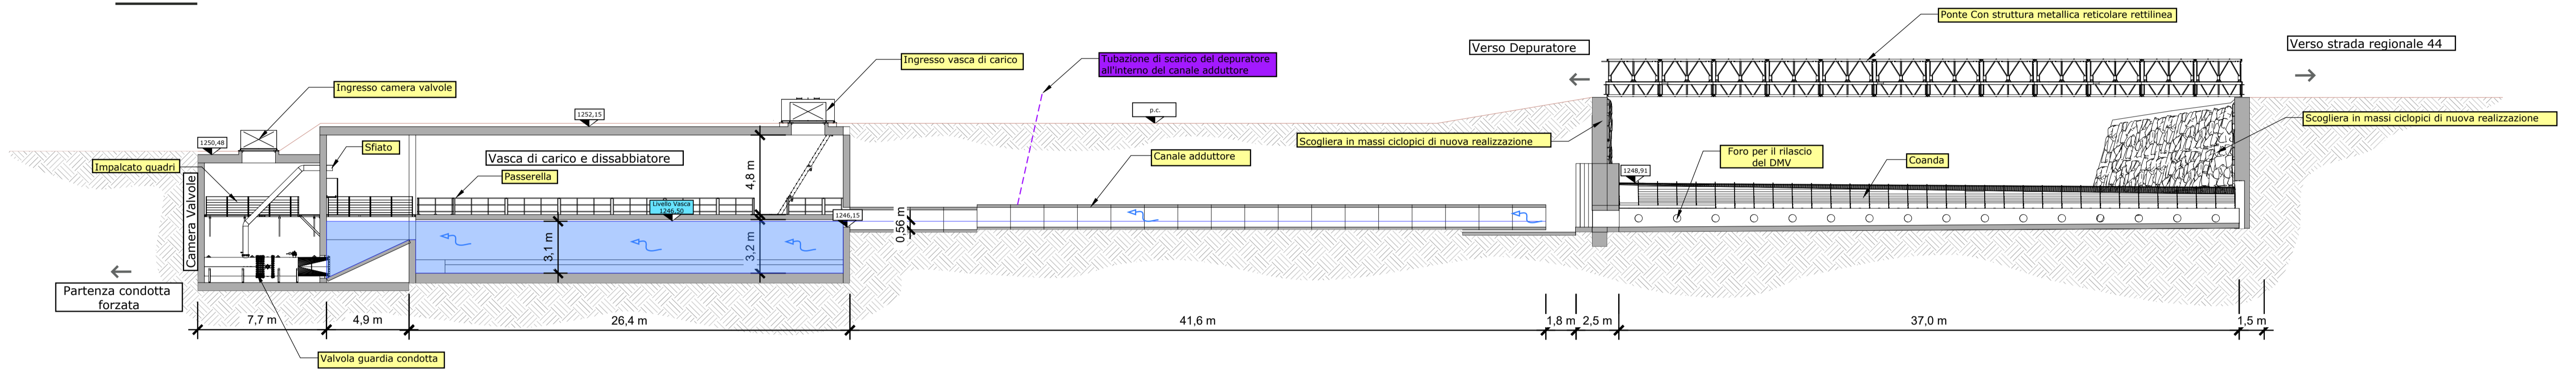 Ponte Con struttura metallica reticolare rettilinea
Verso Depuratore
Verso strada regionale 44
Ingresso vasca di carico
Tubazione di scarico del depuratore
all'interno del canale adduttore
Ingresso camera valvole
1252,15
p.c.
1250,48
Sfiato
Vasca di carico e dissabbiatore
Impalcato quadri
Passerella
4,8 m
Canale adduttore
Scogliera in massi ciclopici di nuova realizzazione
Scogliera in massi ciclopici di nuova realizzazione
Foro per il rilascio
del DMV
Coanda
1248,91
Camera Valvole
Livello Vasca
1246,50
1246,15
0,56 m
3,1 m
3,2 m
Partenza condotta
forzata
7,7 m
4,9 m
26,4 m
41,6 m
1,8 m
2,5 m
37,0 m
1,5 m
Valvola guardia condotta